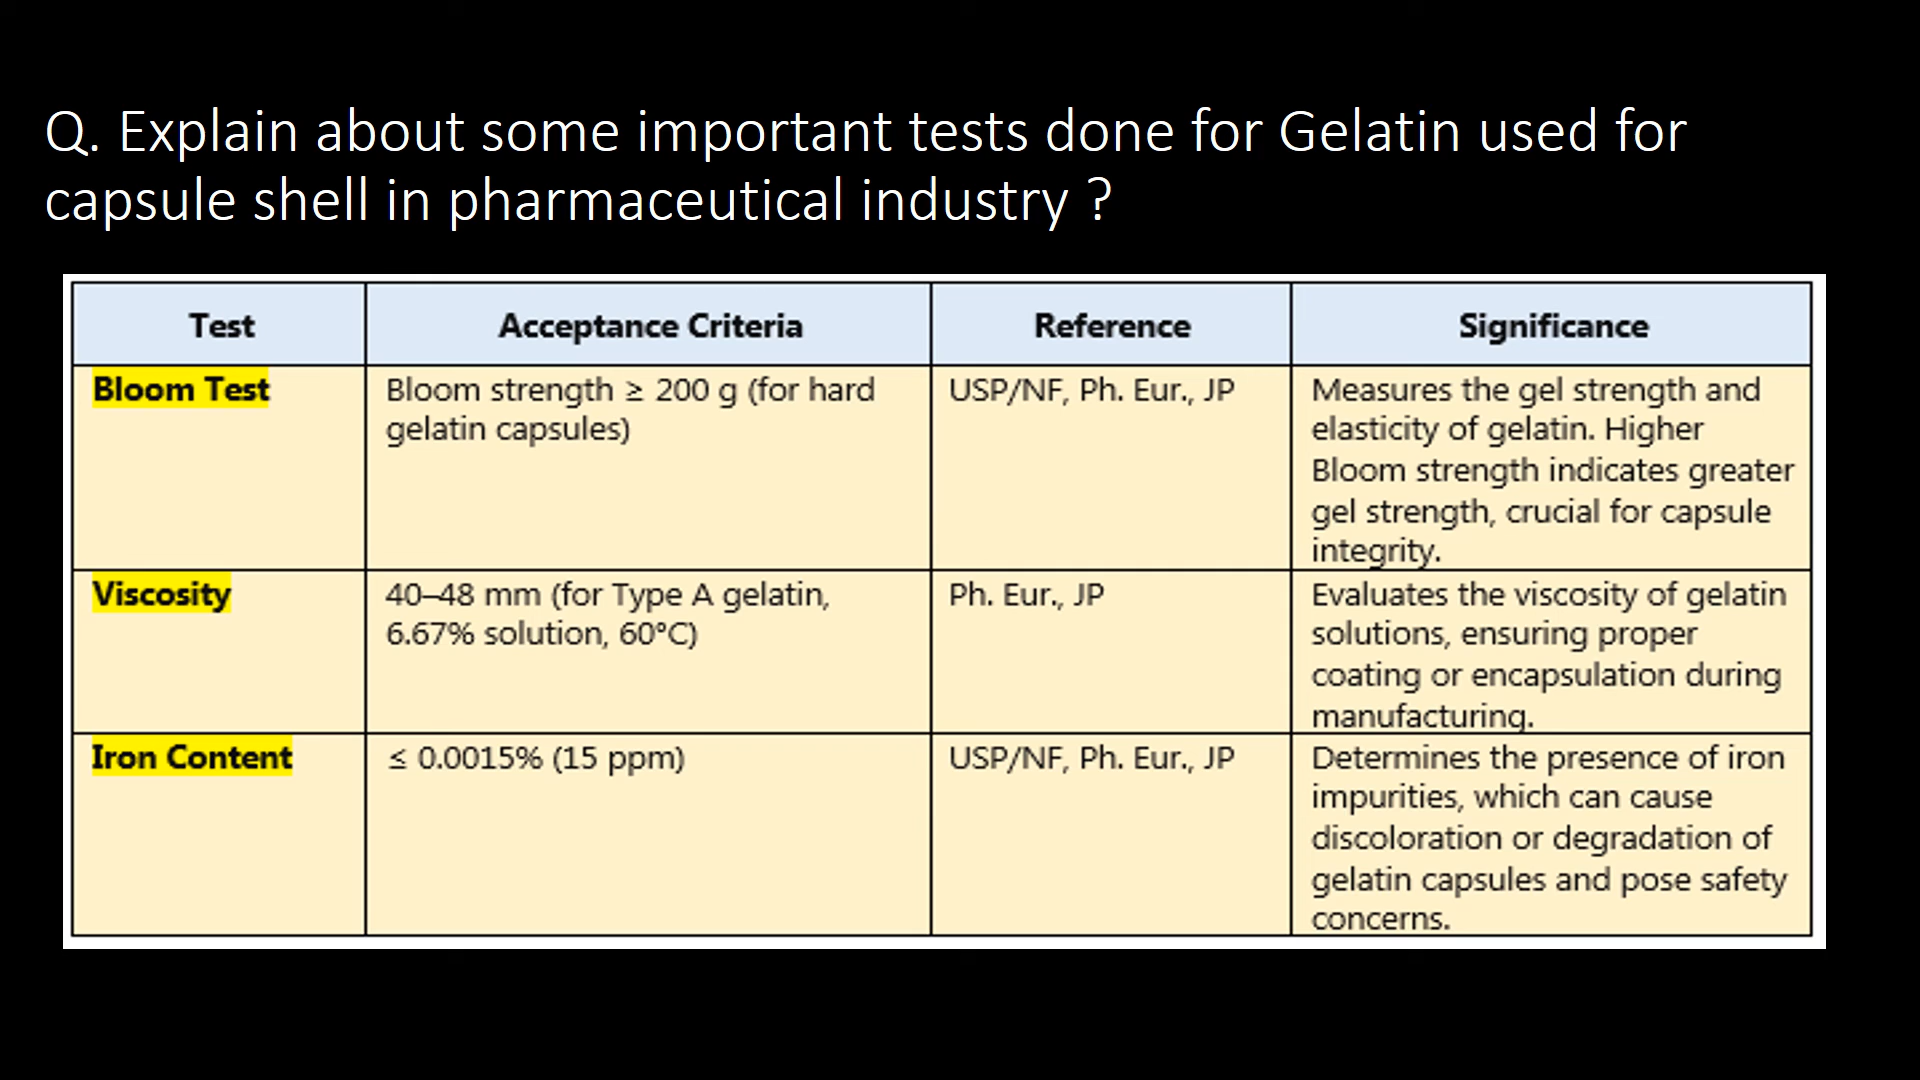 Q. Explain about some important tests done for Gelatin used for
capsule shell in pharmaceutical industry ?
Test
Acceptance Criteria
Reference
Significance
Bloom Test
Bloom strength ≥ 200 g (for hard
gelatin capsules)
USP/NF, Ph. Eur., JP
Measures the gel strength and
elasticity of gelatin. Higher
Bloom strength indicates greater
gel strength, crucial for capsule
integrity.
Viscosity
40–48 mm (for Type A gelatin,
6.67% solution, 60°C)
Ph. Eur., JP
Evaluates the viscosity of gelatin
solutions, ensuring proper
coating or encapsulation during
manufacturing.
Iron Content
≤ 0.0015% (15 ppm)
USP/NF, Ph. Eur., JP
Determines the presence of iron
impurities, which can cause
discoloration or degradation of
gelatin capsules and pose safety
concerns.